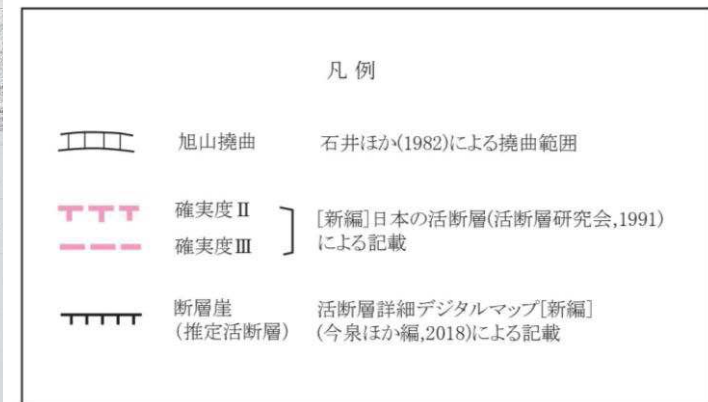 凡 例
旭山撓曲 石井ほか(1982)による撓曲範囲
確実度Ⅱ
確実度Ⅲ
[新編]日本の活断層(活断層研究会,1991)
による記載
断層崖 活断層詳細デジタルマップ[新編]
(推定活断層) (今泉ほか編,2018)による記載